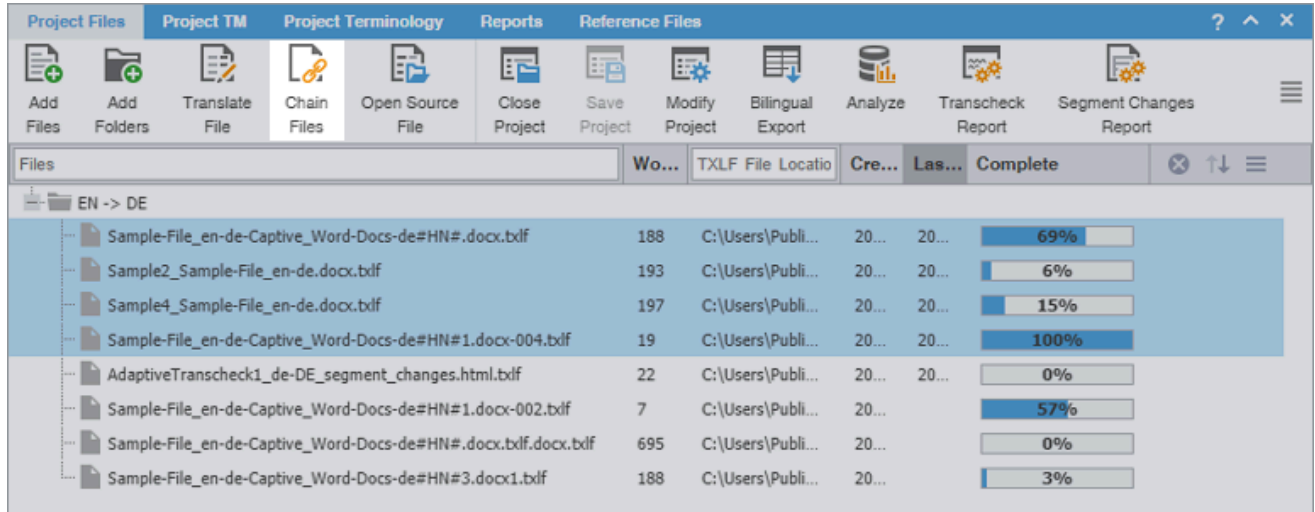 Project Files Project TM Project Terminology Reports Reference Files ?
Add Files
Add Folders
Translate File
Chain Files
Open Source File
Close Project
Save Project
Modify Project
Bilingual Export
Analyze
Transcheck Report
Segment Changes Report
Files Wo... TXLF File Locatio Cre... Las... Complete
EN -> DE
Sample-File_en-de-Captive_Word-Docs-de#HN#.docx.txlf 188 C:\Users\Publi... 20... 20... 69%
Sample2_Sample-File_en-de.docx.txlf 193 C:\Users\Publi... 20... 20... 6%
Sample4_Sample-File_en-de.docx.txlf 197 C:\Users\Publi... 20... 20... 15%
Sample-File_en-de-Captive_Word-Docs-de#HN#1.docx-004.txlf 19 C:\Users\Publi... 20... 20... 100%
AdaptiveTranscheck1_de-DE_segment_changes.html.txlf 22 C:\Users\Publi... 20... 20... 0%
Sample-File_en-de-Captive_Word-Docs-de#HN#1.docx-002.txlf 7 C:\Users\Publi... 20... 57%
Sample-File_en-de-Captive_Word-Docs-de#HN#.docx.txlf.docx.txlf 695 C:\Users\Publi... 20... 0%
Sample-File_en-de-Captive_Word-Docs-de#HN#3.docx1.txlf 188 C:\Users\Publi... 20... 3%